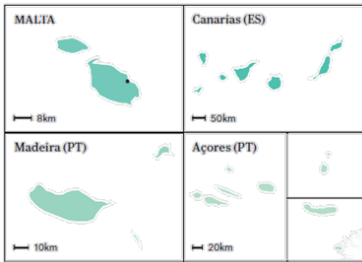 MALTA
8km
Canarias (ES)
50km
Madeira (PT)
10km
Açores (PT)
20km